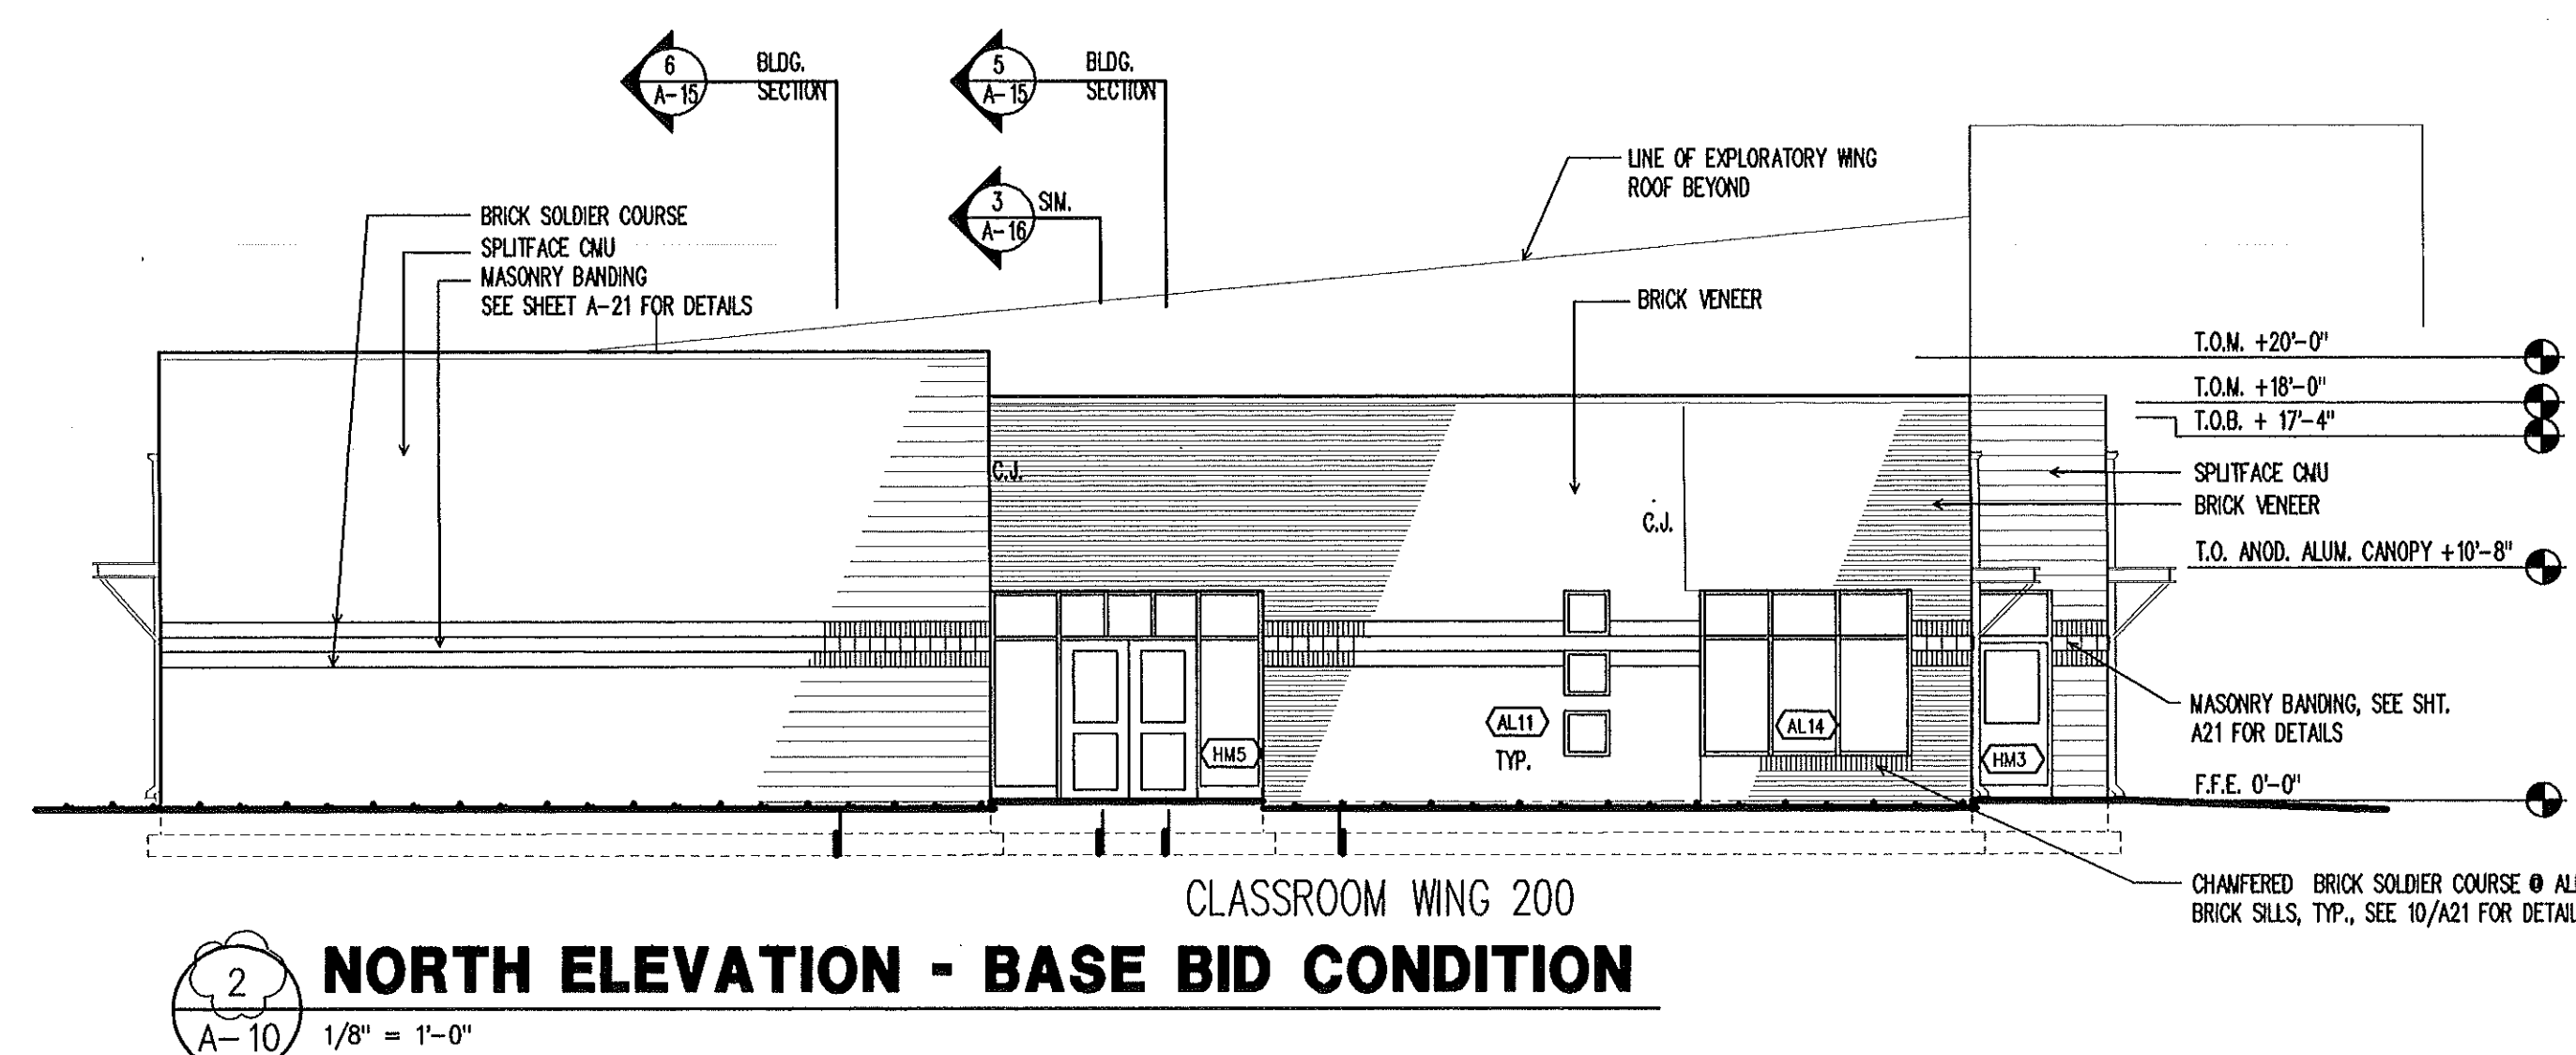 6
A-15
BLDG.
SECTION
5
A-15
BLDG.
SECTION
3
A-16
SIM.
LINE OF EXPLORATORY WING
ROOF BEYOND
BRICK SOLDIER COURSE
SPLITFACE CMU
MASONRY BANDING
SEE SHEET A-21 FOR DETAILS
BRICK VENEER
T.O.M. +20'-0"
T.O.M. +18'-0"
T.O.B. + 17'-4"
C.J.
C.J.
SPLITFACE CMU
BRICK VENEER
T.O. ANOD. ALUM. CANOPY +10'-8"
MASONRY BANDING, SEE SHT.
A21 FOR DETAILS
AL11
TYP.
AL14
HM5
HM3
F.F.E. 0'-0"
CHAMFERED BRICK SOLDIER COURSE @
BRICK SILLS, TYP., SEE 10/A21 FOR
CLASSROOM WING 200
2
A-10
NORTH ELEVATION - BASE BID CONDITION
1/8" = 1'-0"